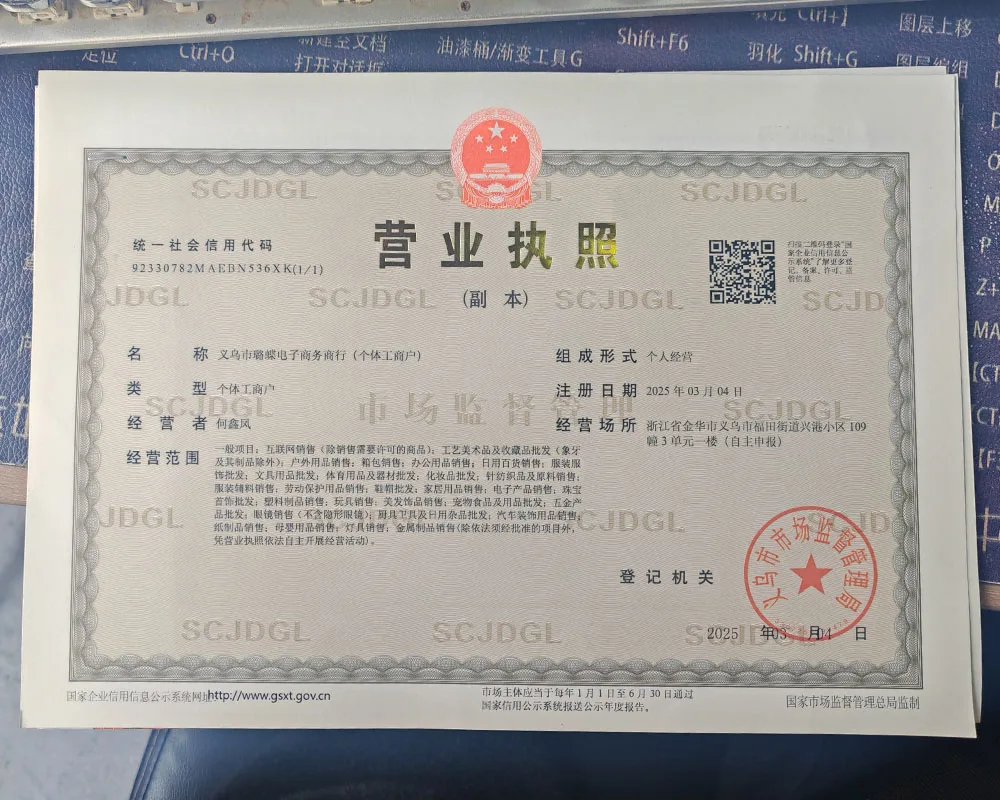 定位
Ctrl+O
新建空文档
打开对话框
油漆桶/渐变工具G
Shift+F6
填充 Ctrl+】
羽化 Shift+G
图层上移
图层编组
SCJDGL
SCJDGL
SCJDGL
营业执照
(副 本)
统一社会信用代码
92330782MAEBN536XK(1/1)
扫描二维码登录"国
家企业信用信息公
示系统"了解更多登
记、备案、许可、监
管信息
JDGL
SCJDGL
SCJDGL
SCJD
名 称 义乌市璐蝶电子商务商行（个体工商户）
类 型 个体工商户
经营者 何鑫凤
经营范围 一般项目：互联网销售（除销售需要许可的商品）；工艺美术品及收藏品批发（象牙
及其制品除外）；户外用品销售；箱包销售；办公用品销售；日用百货销售；服装服
饰批发；文具用品批发；体育用品及器材批发；化妆品批发；针纺织品及原料销售；
服装辅料销售；劳动保护用品销售；鞋帽批发；家居用品销售；电子产品销售；珠宝
首饰批发；塑料制品销售；玩具销售；美发饰品销售；宠物食品及用品批发；五金产
品批发；眼镜销售（不含隐形眼镜）；厨具卫具及日用杂品批发；汽车装饰用品销售；
纸制品销售；母婴用品销售；灯具销售；金属制品销售(除依法须经批准的项目外，
凭营业执照依法自主开展经营活动)。
组成形式 个人经营
注册日期 2025 年 03 月 04 日
经营场所 浙江省金华市义乌市福田街道兴港小区 109
幢 3 单元一楼（自主申报）
SCJDGL
市场监督管理
SCJDGL
JDGL
SCJDGL
JD
登记机关
义乌市市场监督管理局
2025 年03 月04 日
SCJDGL
SCJDGL
SCJDGL
国家企业信用信息公示系统网址http://www.gsxt.gov.cn
市场主体应当于每年 1 月 1 日至 6 月 30 日通过
国家信用公示系统报送公示年度报告。
国家市场监督管理总局监制